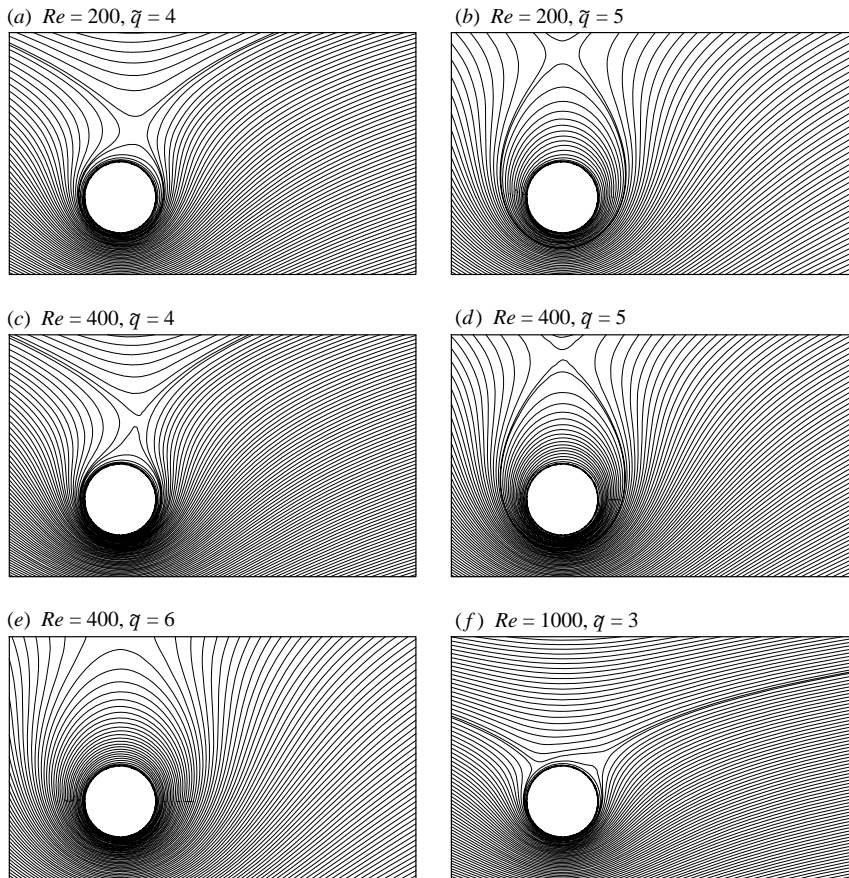 (a) Re = 200, q̃ = 4
(b) Re = 200, q̃ = 5
(c) Re = 400, q̃ = 4
(d) Re = 400, q̃ = 5
(e) Re = 400, q̃ = 6
(f) Re = 1000, q̃ = 3